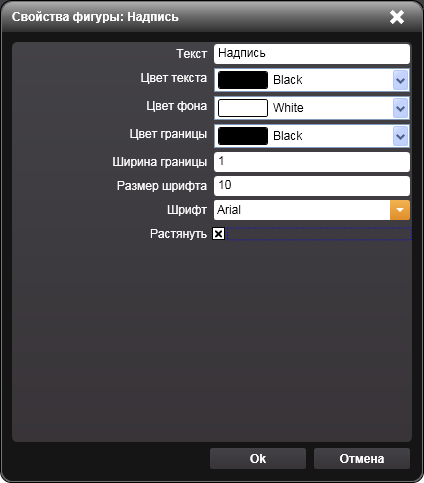 Свойства фигуры: Надпись
Текст Надпись
Цвет текста Black
Цвет фона White
Цвет границы Black
Ширина границы 1
Размер шрифта 10
Шрифт Arial
Растянуть
Ok Отмена